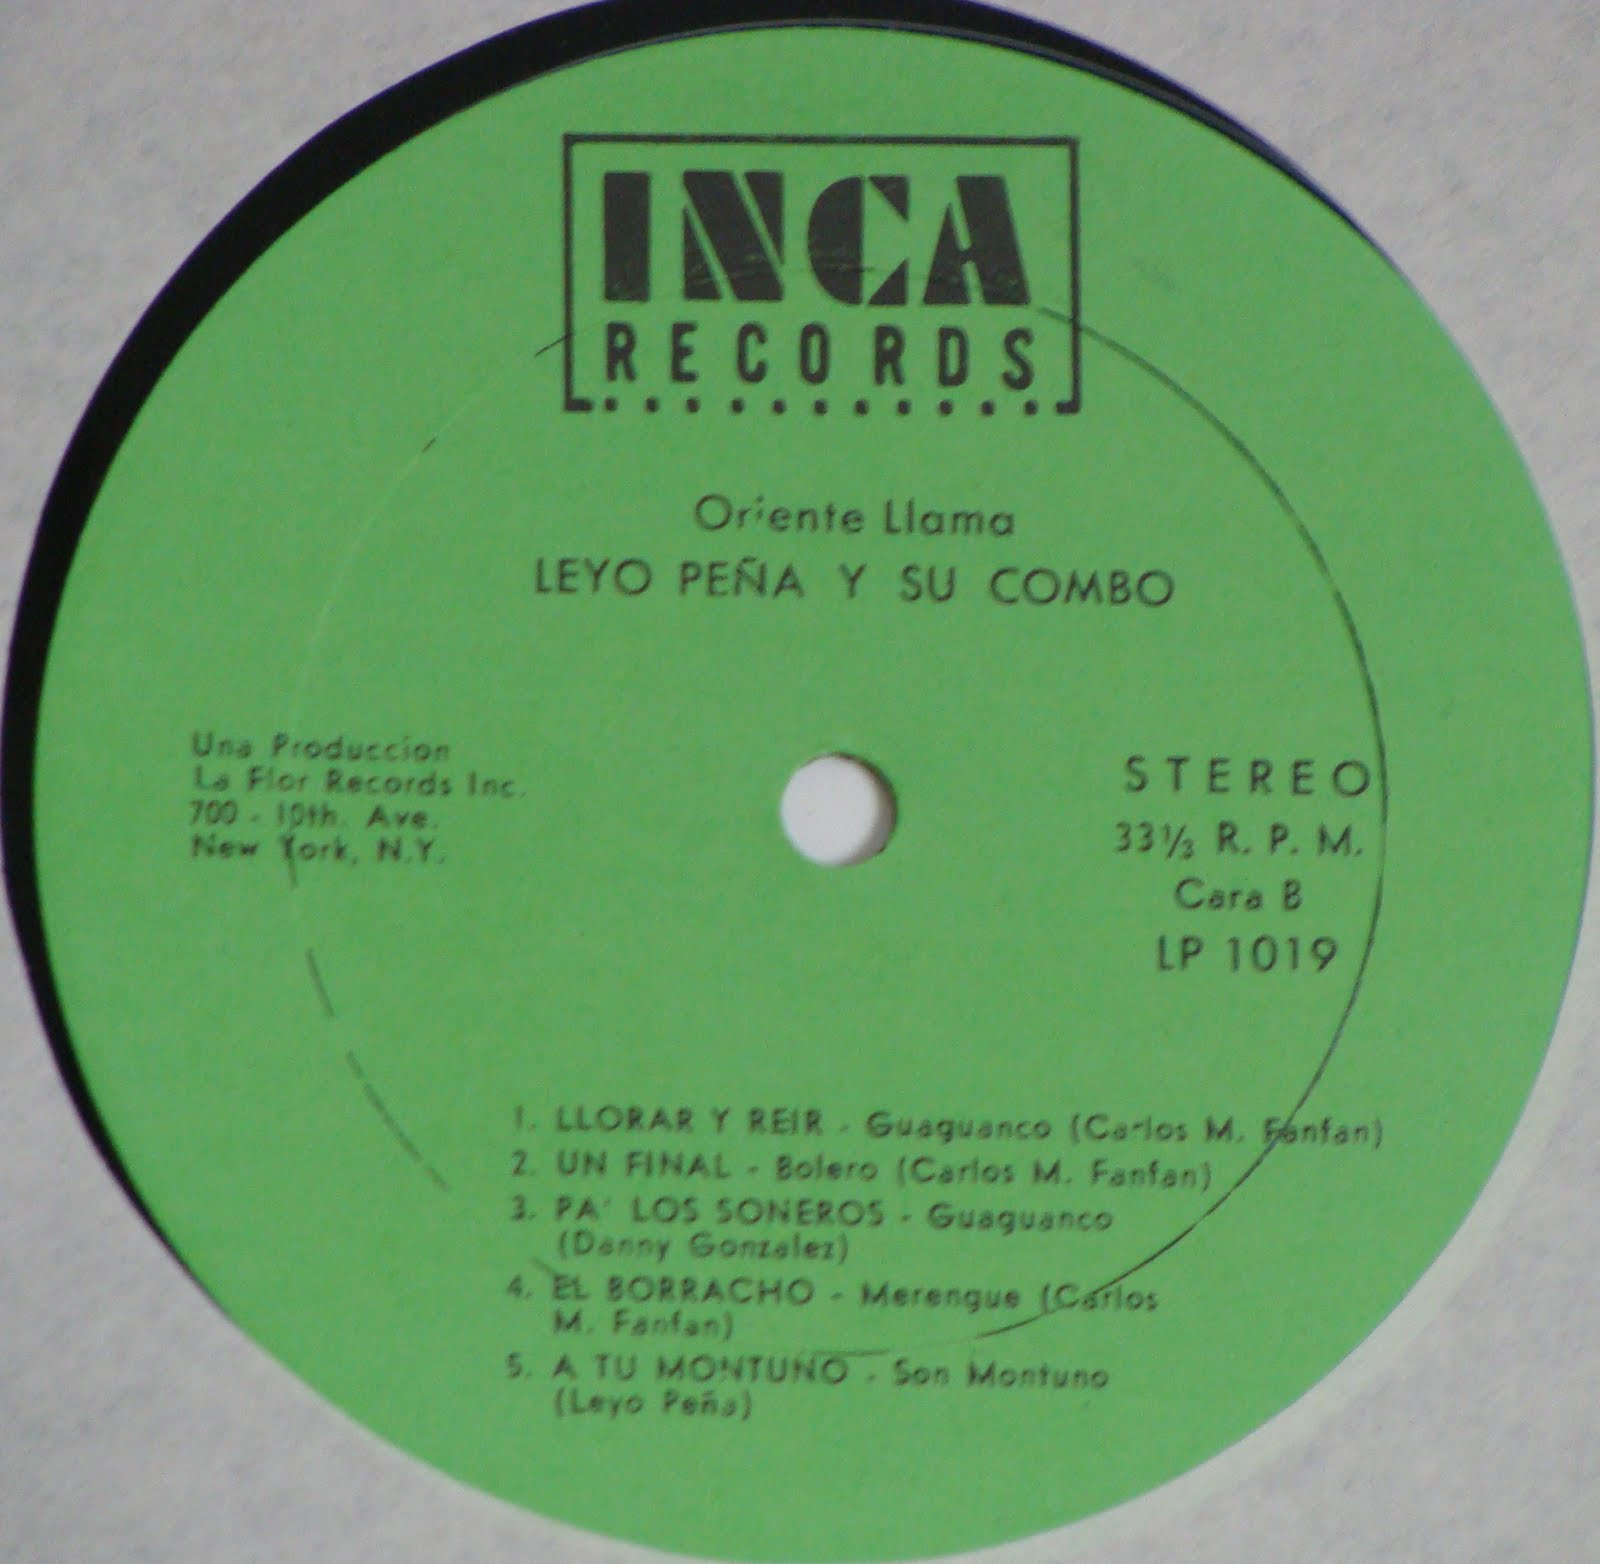 INCA
RECORDS
Oriente Llama
LEYO PEÑA Y SU COMBO
Una Produccion
La Flor Records Inc.
700 - 10th. Ave.
New York, N.Y.
STEREO
33⅓ R. P. M.
Cara B
LP 1019
1. LLORAR Y REIR - Guaguanco (Carlos M. Fanfan)
2. UN FINAL - Bolero (Carlos M. Fanfan)
3. PA' LOS SONEROS - Guaguanco
(Danny Gonzalez)
4. EL BORRACHO - Merengue (Carlos
M. Fanfan)
5. A TU MONTUNO - Son Montuno
(Leyo Peña)